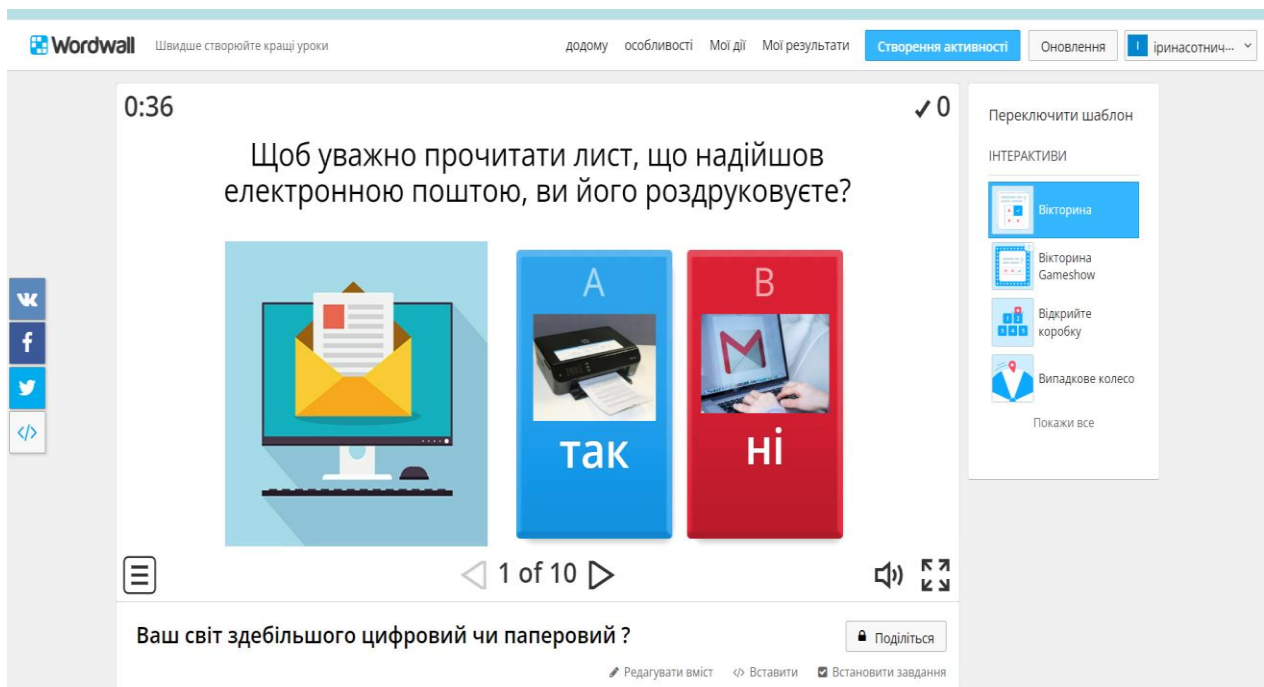 Wordwall Швидше створюйте кращі уроки додому особливості Мої дії Мої результати Створення активності Оновлення І іринасотнич...
0:36
✓ 0
Щоб уважно прочитати лист, що надійшов
електронною поштою, ви його роздруковуєте?
A
так
B
ні
1 of 10
Ваш світ здебільшого цифровий чи паперовий ?
Поділіться
Редагувати вміст </> Вставити Встановити завдання
Переключити шаблон
ІНТЕРАКТИВИ
Вікторина
Вікторина
Gameshow
Відкрийте
коробку
Випадкове колесо
Покажи все